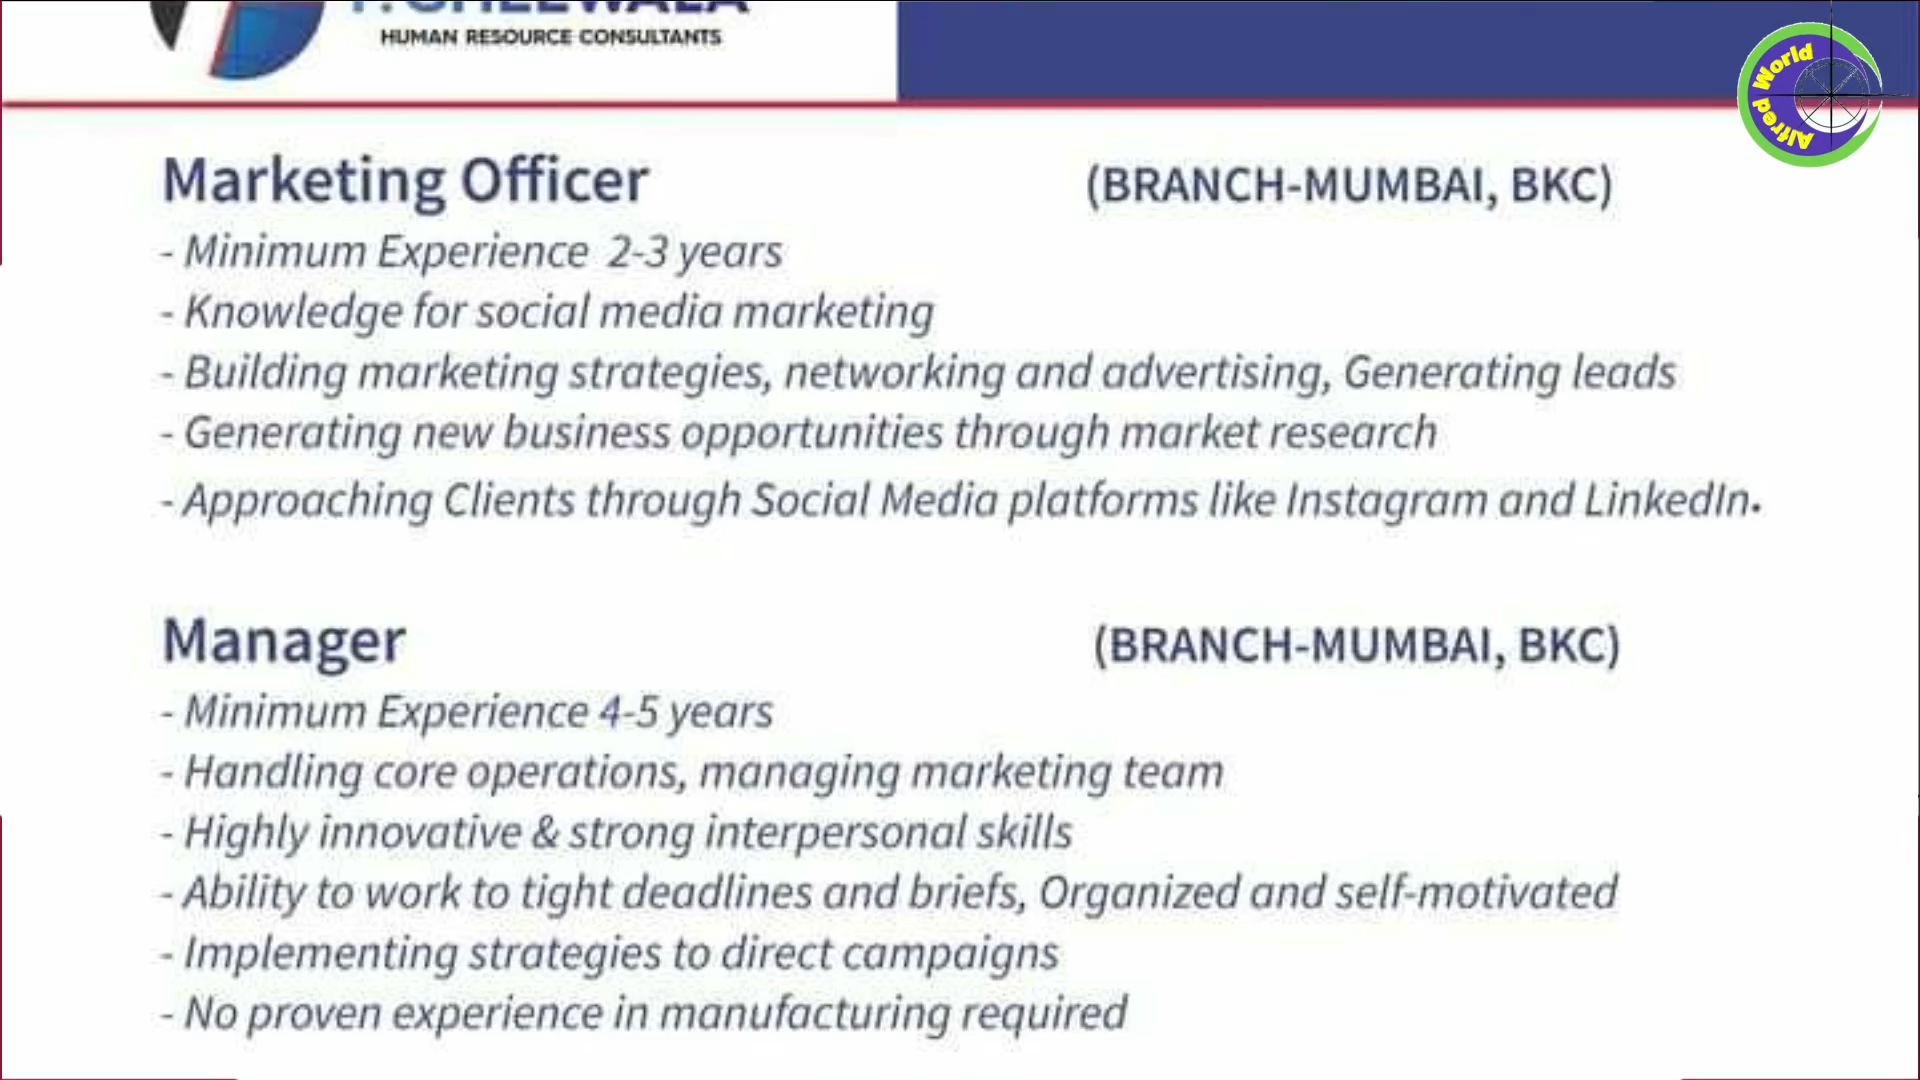 HUMAN RESOURCE CONSULTANTS
Alfred World
Marketing Officer (BRANCH-MUMBAI, BKC)
- Minimum Experience 2-3 years
- Knowledge for social media marketing
- Building marketing strategies, networking and advertising, Generating leads
- Generating new business opportunities through market research
- Approaching Clients through Social Media platforms like Instagram and LinkedIn.
Manager (BRANCH-MUMBAI, BKC)
- Minimum Experience 4-5 years
- Handling core operations, managing marketing team
- Highly innovative & strong interpersonal skills
- Ability to work to tight deadlines and briefs, Organized and self-motivated
- Implementing strategies to direct campaigns
- No proven experience in manufacturing required